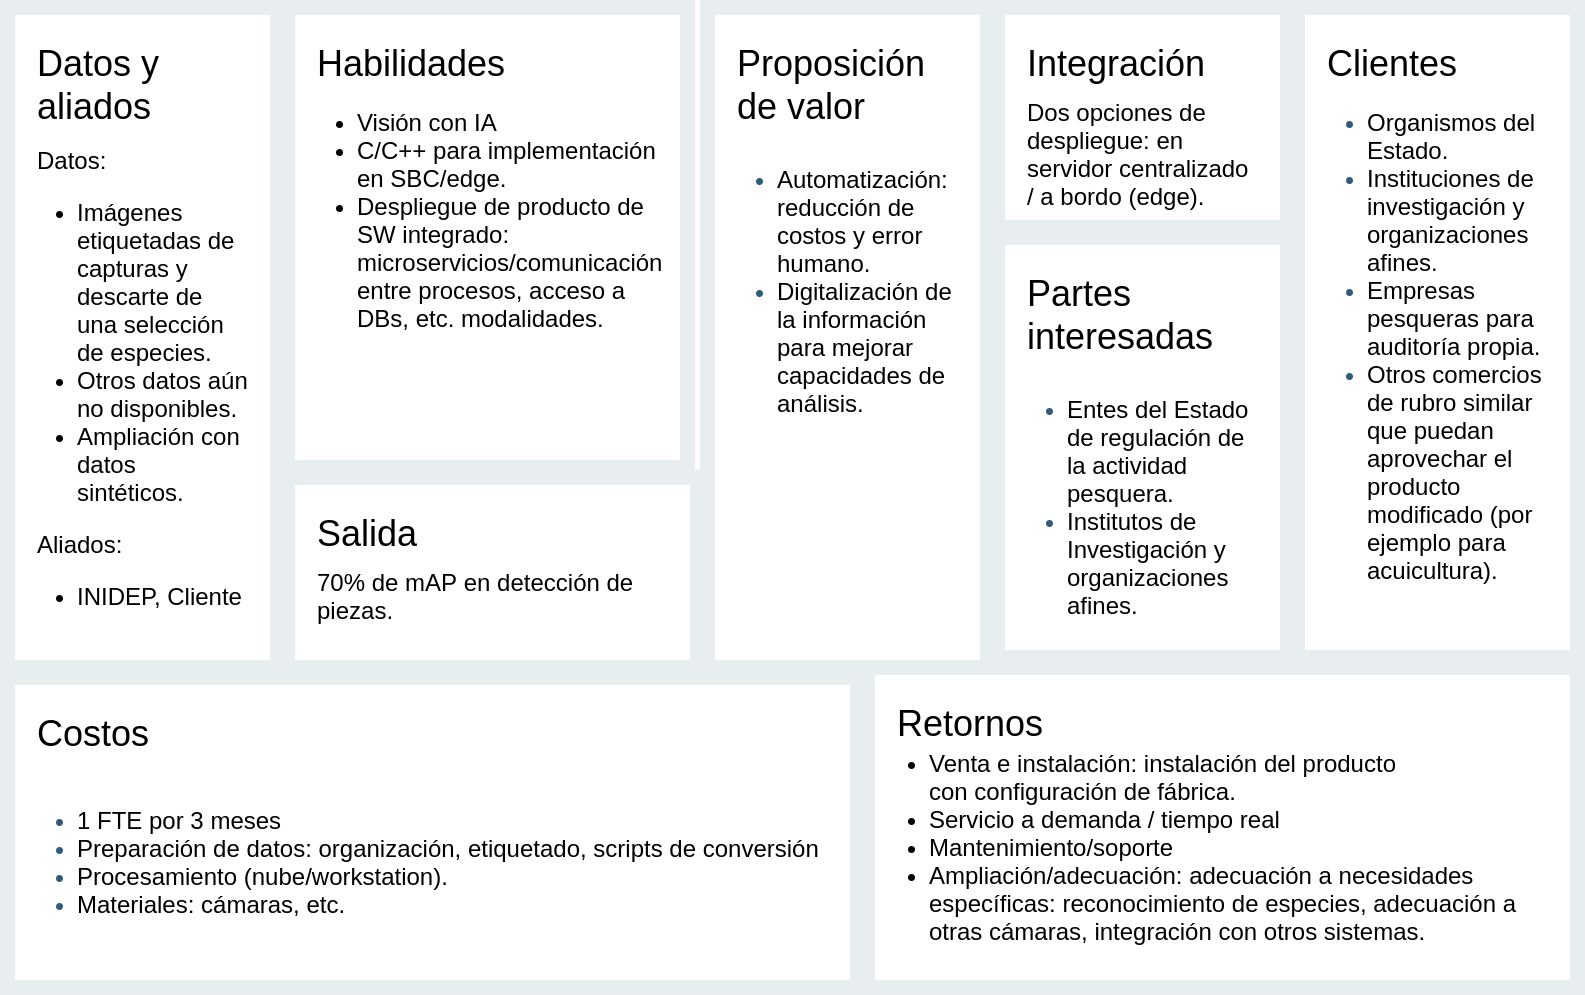 Datos y
aliados
Datos:
Imágenes
etiquetadas de
capturas y
descarte de
una selección
de especies.
Otros datos aún
no disponibles.
Ampliación con
datos
sintéticos.
Aliados:
INIDEP, Cliente
Habilidades
Visión con IA
C/C++ para implementación
en SBC/edge.
Despliegue de producto de
SW integrado:
microservicios/comunicación
entre procesos, acceso a
DBs, etc. modalidades.
Salida
70% de mAP en detección de
piezas.
Proposición
de valor
Automatización:
reducción de
costos y error
humano.
Digitalización de
la información
para mejorar
capacidades de
análisis.
Integración
Dos opciones de
despliegue: en
servidor centralizado
/ a bordo (edge).
Partes
interesadas
Entes del Estado
de regulación de
la actividad
pesquera.
Institutos de
Investigación y
organizaciones
afines.
Clientes
Organismos del
Estado.
Instituciones de
investigación y
organizaciones
afines.
Empresas
pesqueras para
auditoría propia.
Otros comercios
de rubro similar
que puedan
aprovechar el
producto
modificado (por
ejemplo para
acuicultura).
Costos
1 FTE por 3 meses
Preparación de datos: organización, etiquetado, scripts de conversión
Procesamiento (nube/workstation).
Materiales: cámaras, etc.
Retornos
Venta e instalación: instalación del producto
con configuración de fábrica.
Servicio a demanda / tiempo real
Mantenimiento/soporte
Ampliación/adecuación: adecuación a necesidades
específicas: reconocimiento de especies, adecuación a
otras cámaras, integración con otros sistemas.